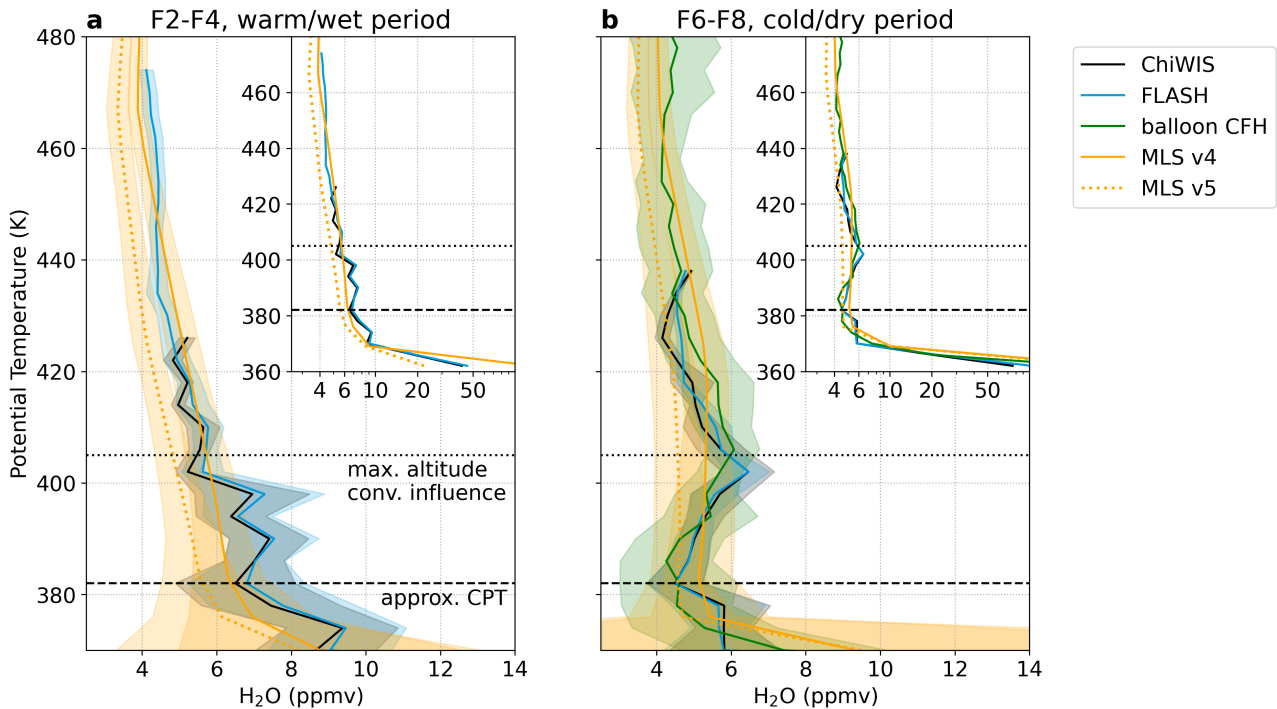 a F2-F4, warm/wet period
b F6-F8, cold/dry period
Potential Temperature (K)
480
460
440
420
400
380
460
440
420
400
380
360
4 6 10 20 50
max. altitude
conv. influence
approx. CPT
4 6 8 10 12 14
H₂O (ppmv)
460
440
420
400
380
360
4 6 10 20 50
4 6 8 10 12 14
H₂O (ppmv)
ChiWIS
FLASH
balloon CFH
MLS v4
MLS v5